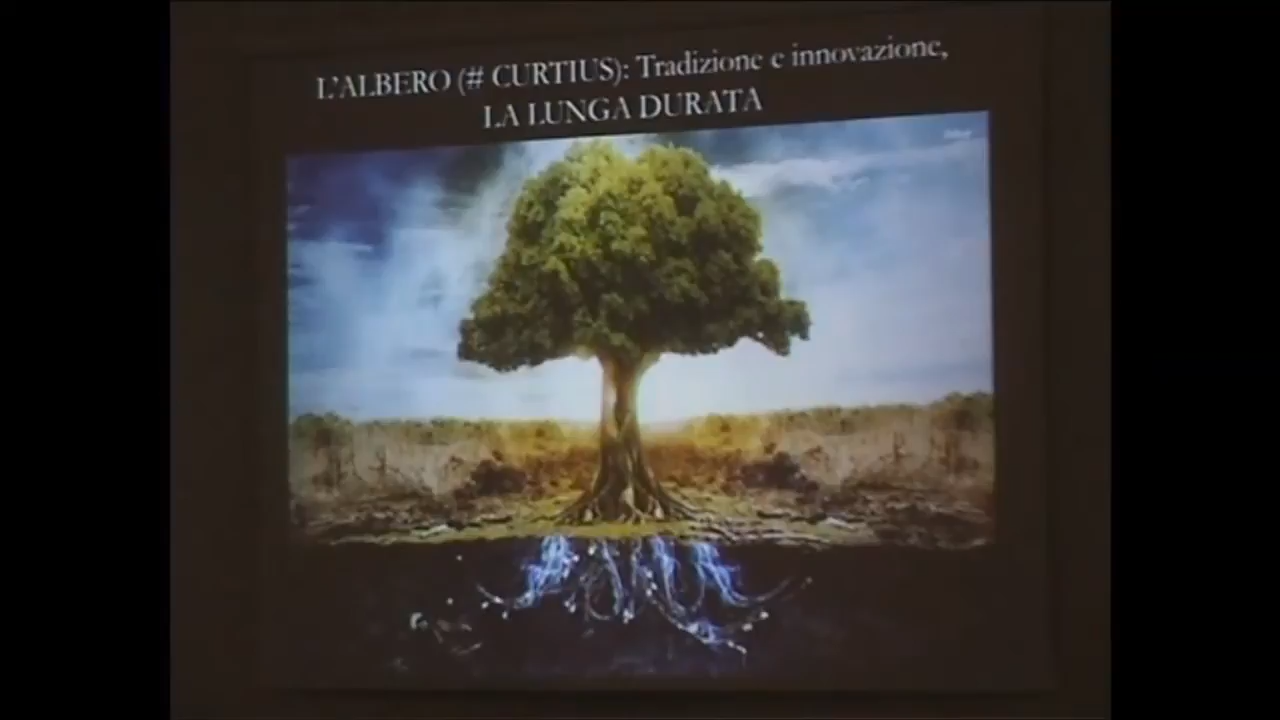 L'ALBERO (# CURTIUS): Tradizione e innovazione,
LA LUNGA DURATA